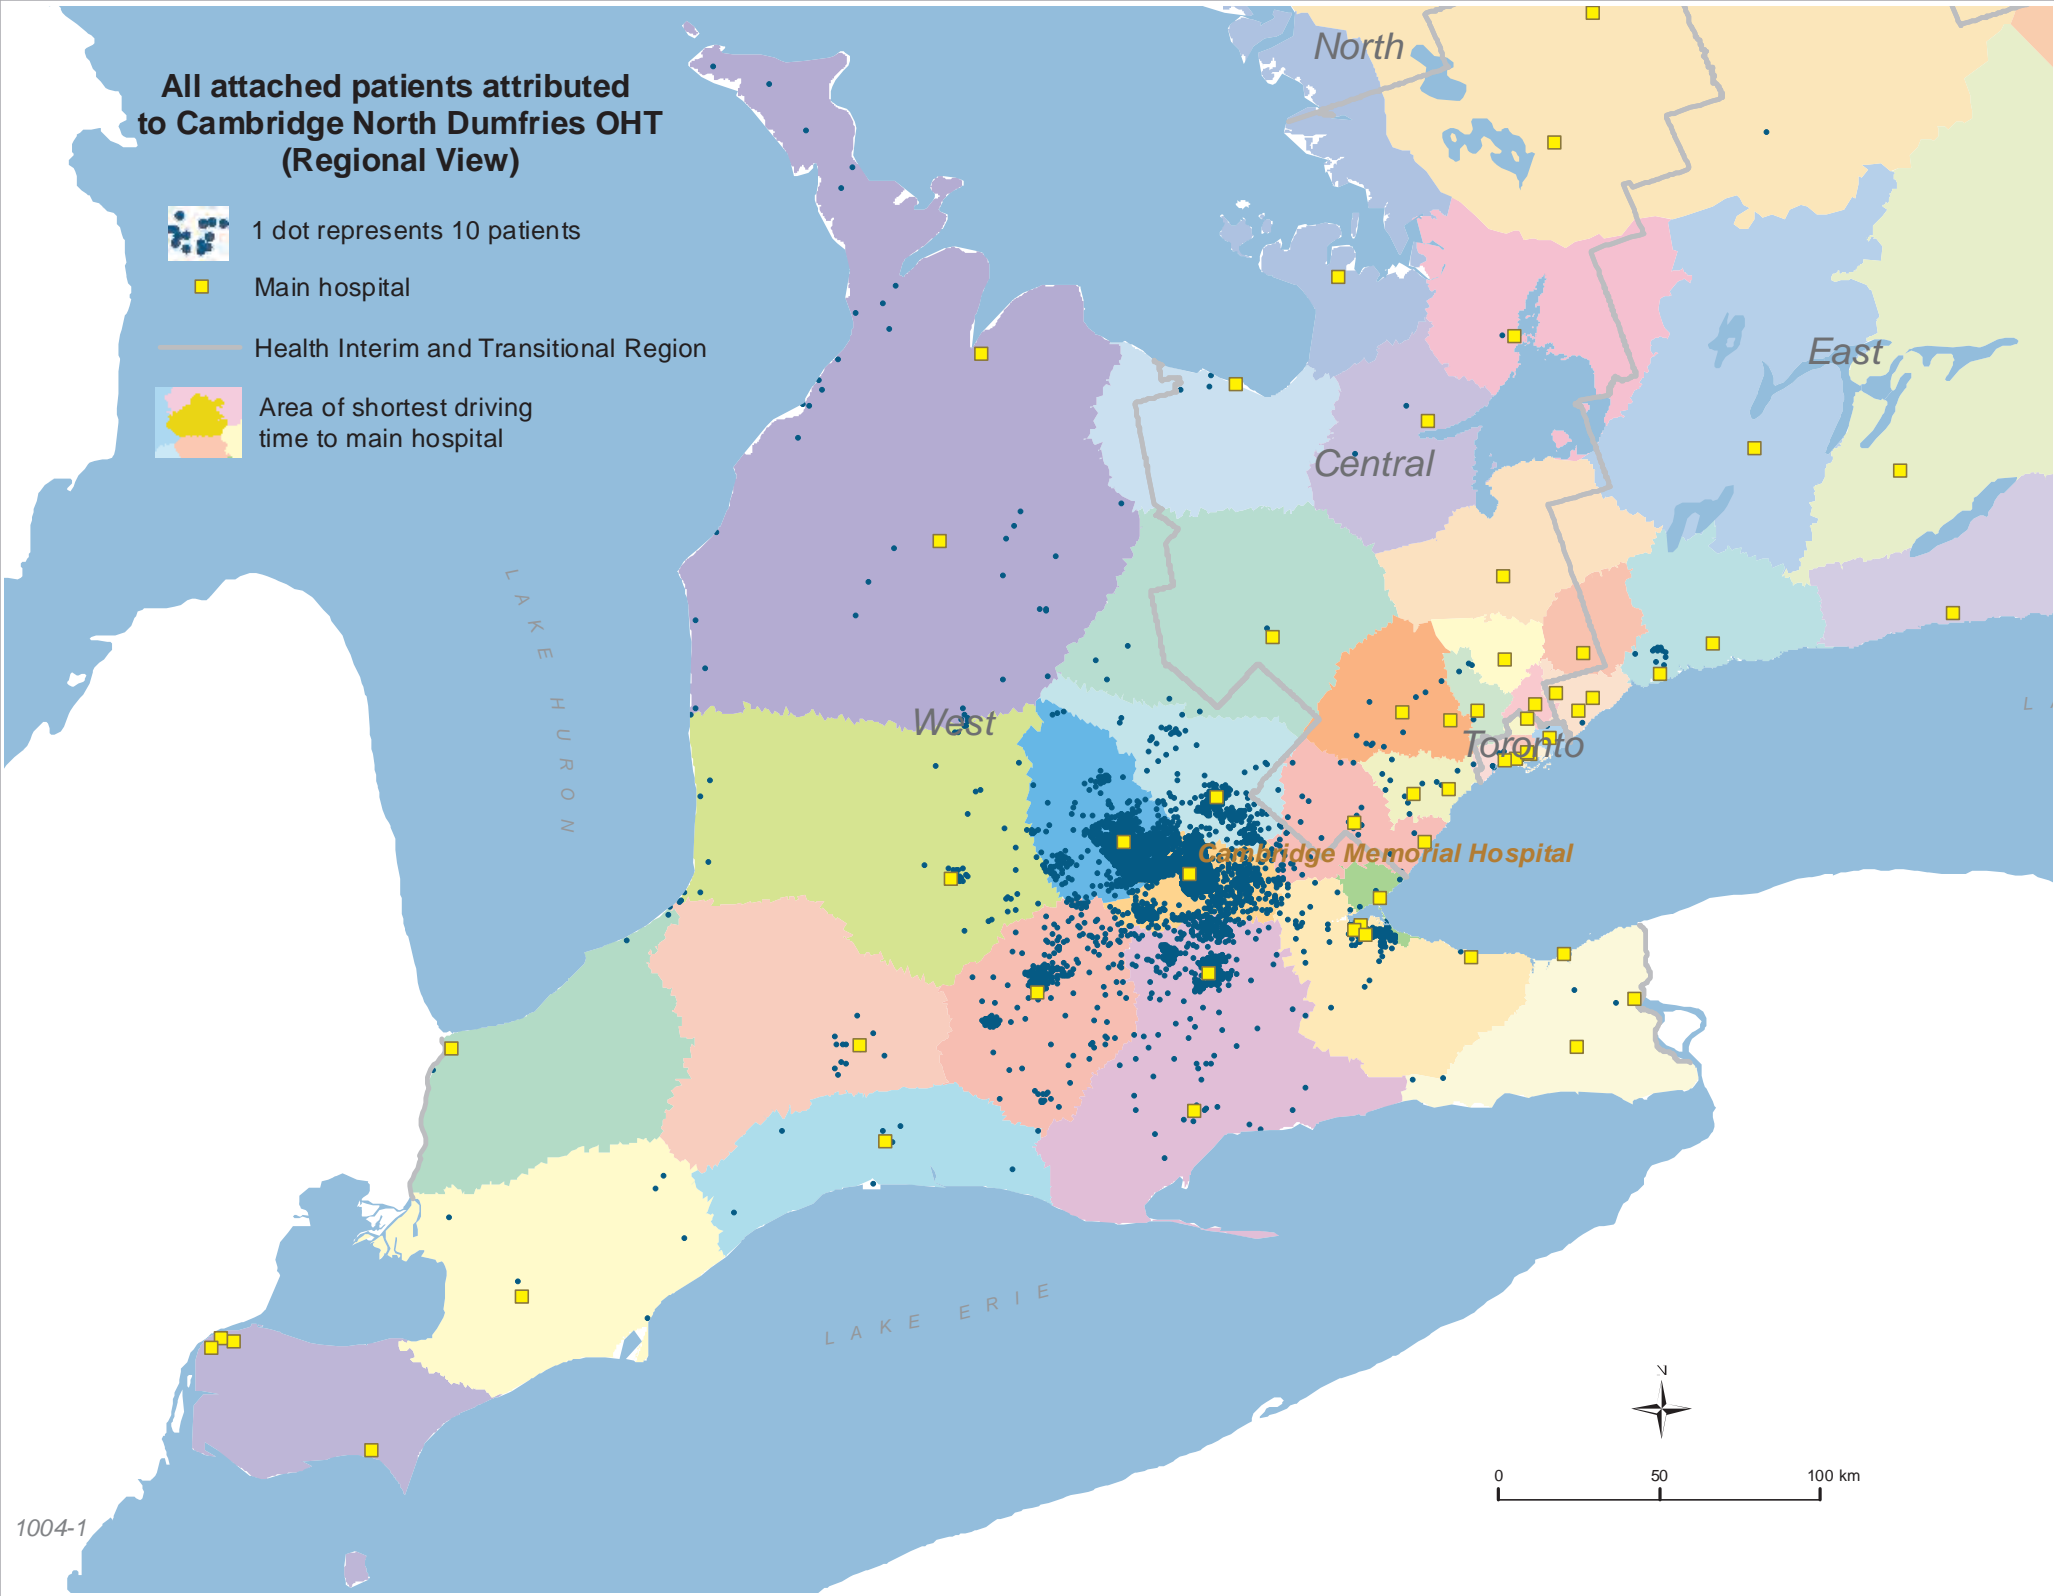 All attached patients attributed
to Cambridge North Dumfries OHT
(Regional View)
1 dot represents 10 patients
Main hospital
Health Interim and Transitional Region
Area of shortest driving
time to main hospital
North
East
Central
West
Toronto
Cambridge Memorial Hospital
LAKE HURON
LAKE ERIE
L A
N
0 50 100 km
1004-1